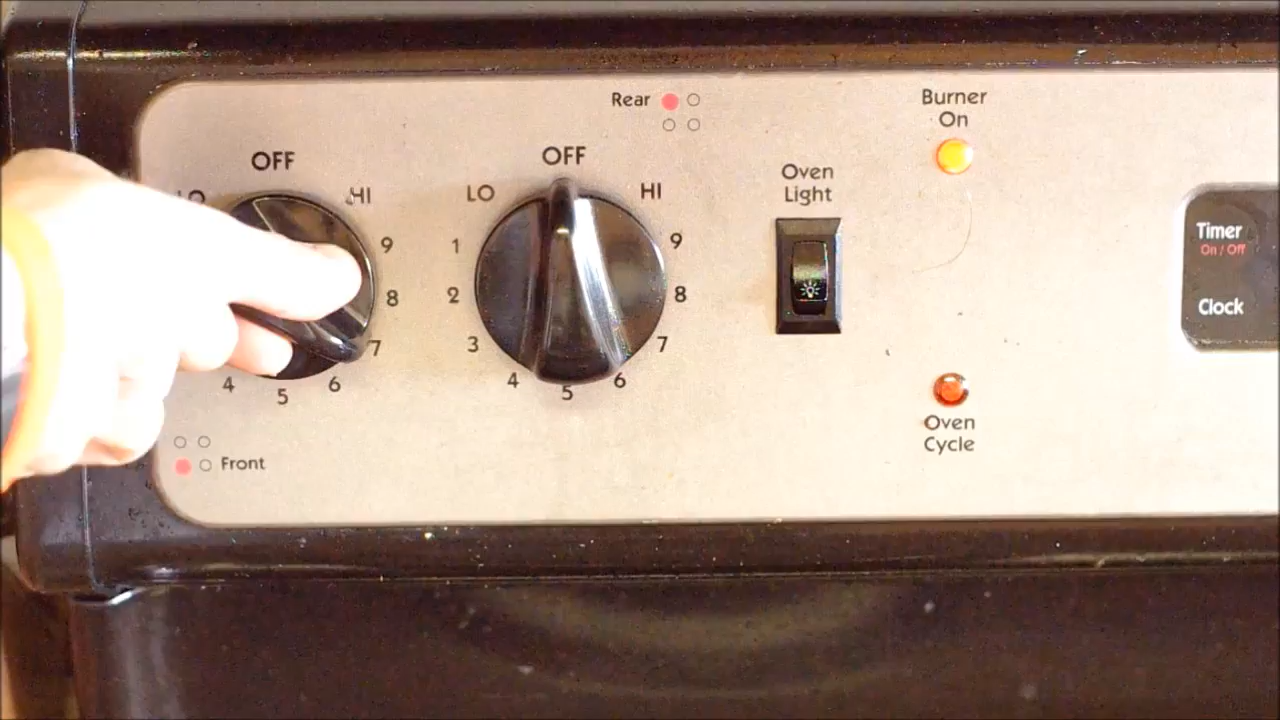 Rear
Burner
On
OFF
LO
HI
9
8
7
6
5
4
Front
OFF
LO
HI
1
2
3
4
5
6
7
8
9
Oven
Light
Oven
Cycle
Timer
On / Off
Clock